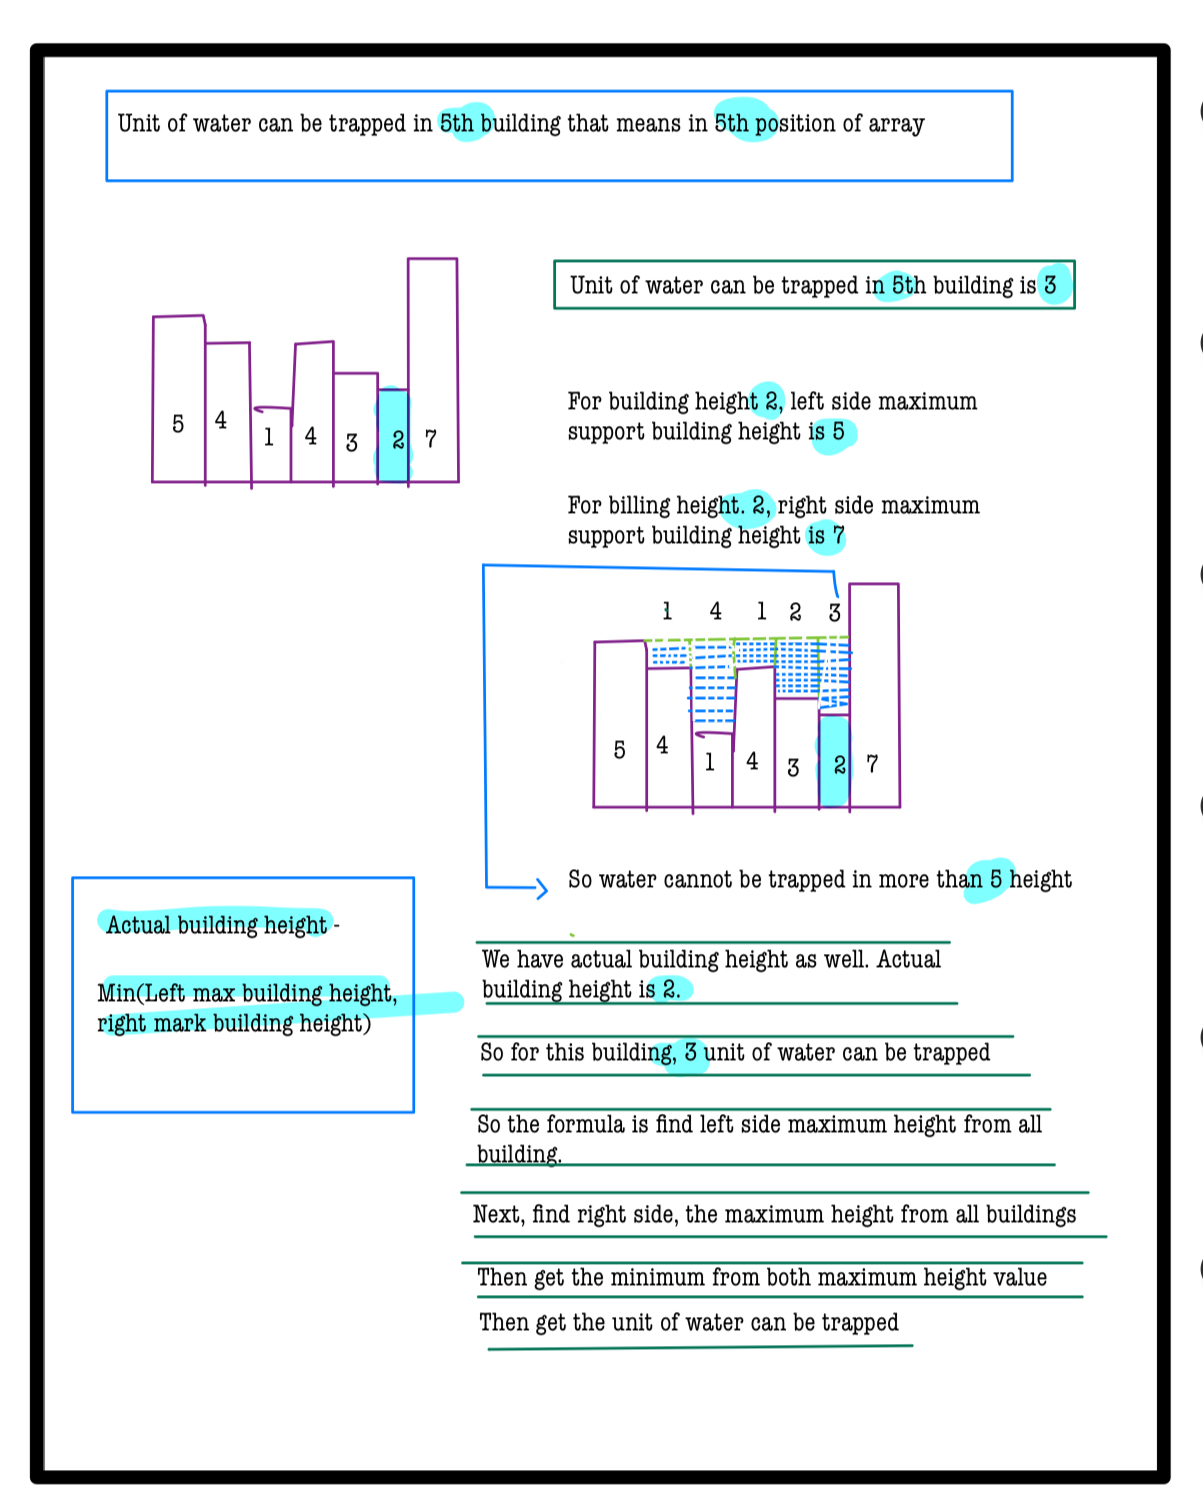 Unit of water can be trapped in 5th building that means in 5th position of array
Unit of water can be trapped in 5th building is 3
5 4 1 4 3 2 7
For building height 2, left side maximum
support building height is 5
For billing height. 2, right side maximum
support building height is 7
1 4 1 2 3
5 4 1 4 3 2 7
So water cannot be trapped in more than 5 height
Actual building height -
Min(Left max building height,
right mark building height)
We have actual building height as well. Actual
building height is 2.
So for this building, 3 unit of water can be trapped
So the formula is find left side maximum height from all
building.
Next, find right side, the maximum height from all buildings
Then get the minimum from both maximum height value
Then get the unit of water can be trapped